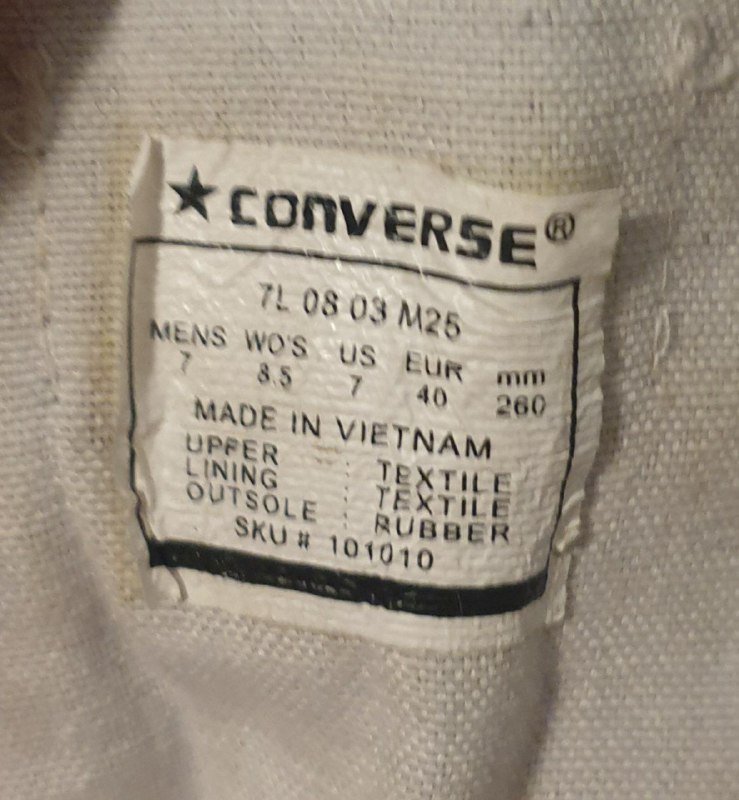 ★CONVERSE®
7L 08 03 M25
MENS WO'S US EUR mm
7 8.5 7 40 260
MADE IN VIETNAM
UPPER : TEXTILE
LINING : TEXTILE
OUTSOLE : RUBBER
SKU # 101010